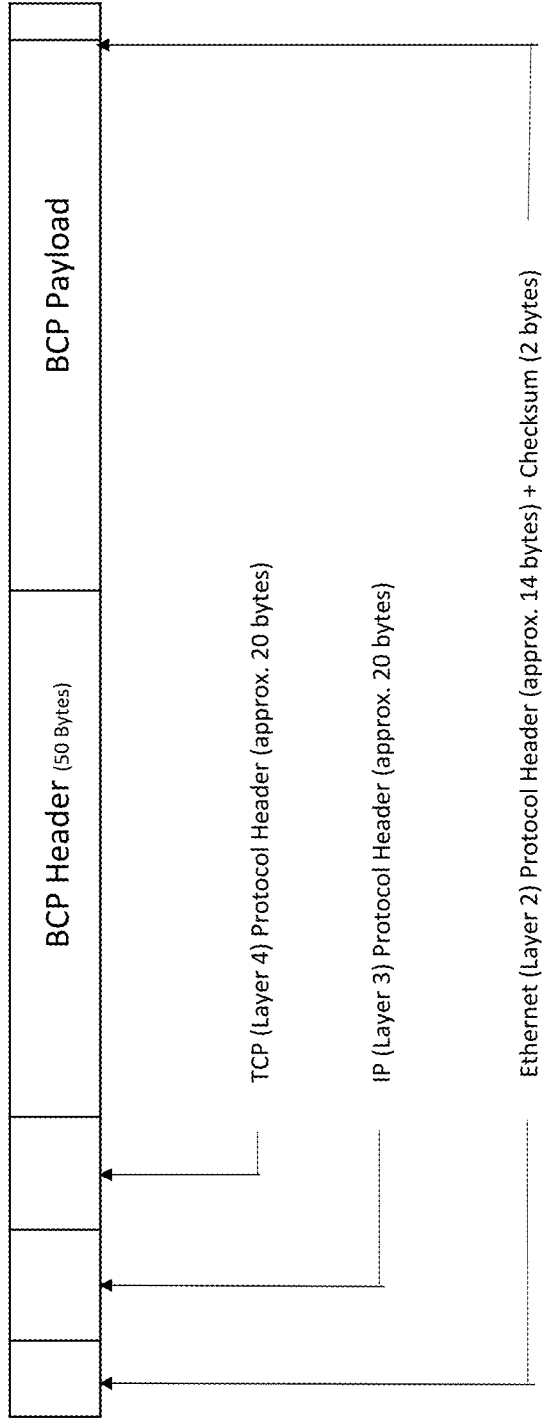 BCP Header (50 Bytes)
BCP Payload
TCP (Layer 4) Protocol Header (approx. 20 bytes)
IP (Layer 3) Protocol Header (approx. 20 bytes)
Ethernet (Layer 2) Protocol Header (approx. 14 bytes) + Checksum (2 bytes)